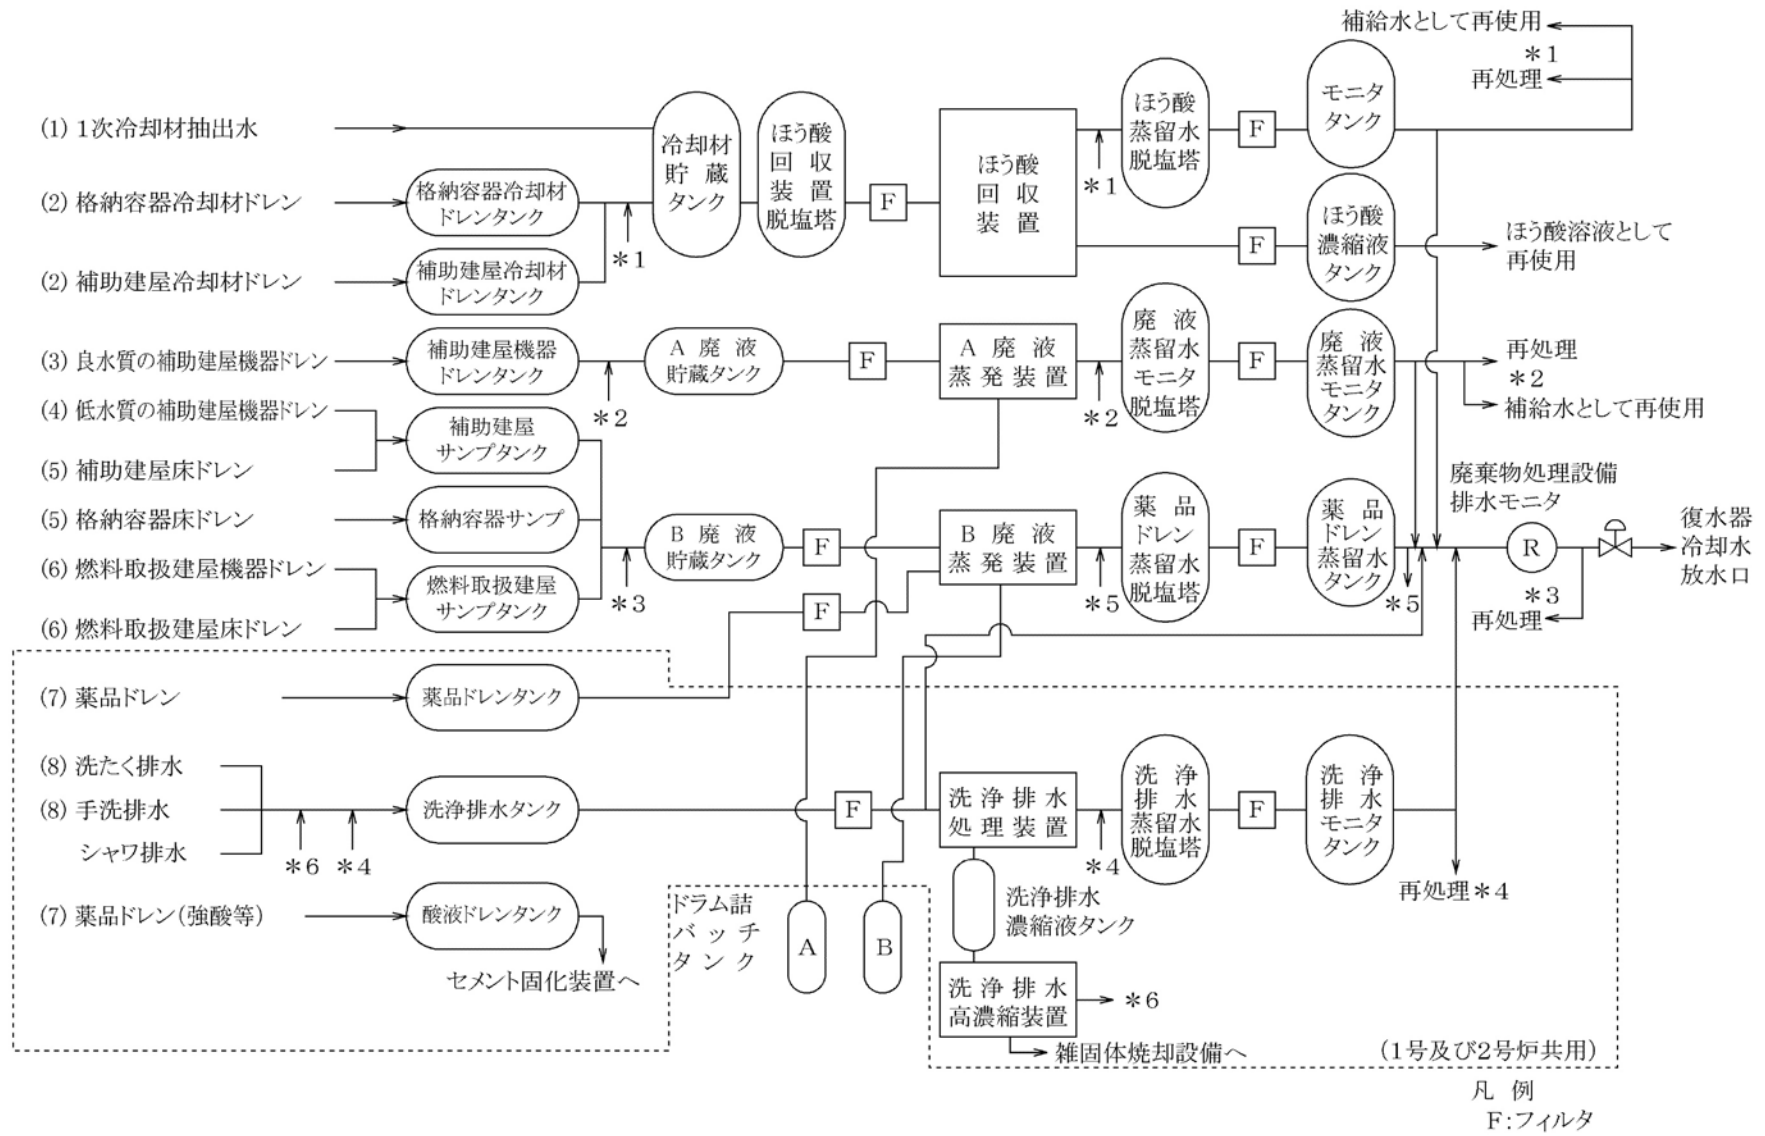 補給水として再使用
＊1
再処理
(1) 1次冷却材抽出水
冷却材
貯蔵
タンク
ほう酸
回収
装置
脱塩塔
F
ほう酸
回収
装置
＊1
ほう酸
蒸留水
脱塩塔
F
モニタ
タンク
(2) 格納容器冷却材ドレン
格納容器冷却材
ドレンタンク
＊1
(2) 補助建屋冷却材ドレン
補助建屋冷却材
ドレンタンク
F
ほう酸
濃縮液
タンク
ほう酸溶液として
再使用
(3) 良水質の補助建屋機器ドレン
補助建屋機器
ドレンタンク
＊2
A 廃液
貯蔵タンク
F
A 廃液
蒸発装置
＊2
廃液
蒸留水
モニタ
脱塩塔
F
廃液
蒸留水
モニタ
タンク
再処理
＊2
補給水として再使用
(4) 低水質の補助建屋機器ドレン
(5) 補助建屋床ドレン
補助建屋
サンプタンク
(5) 格納容器床ドレン
格納容器サンプ
(6) 燃料取扱建屋機器ドレン
(6) 燃料取扱建屋床ドレン
燃料取扱建屋
サンプタンク
＊3
B 廃液
貯蔵タンク
F
F
B 廃液
蒸発装置
＊5
薬品
ドレン
蒸留水
脱塩塔
F
薬品
ドレン
蒸留水
タンク
＊5
廃棄物処理設備
排水モニタ
R
＊3
再処理
復水器
冷却水
放水口
(7) 薬品ドレン
薬品ドレンタンク
(8) 洗たく排水
(8) 手洗排水
シャワ排水
＊6
＊4
洗浄排水タンク
F
洗浄排水
処理装置
＊4
洗浄
排水
蒸留水
脱塩塔
F
洗浄
排水
モニタ
タンク
再処理＊4
(7) 薬品ドレン(強酸等)
酸液ドレンタンク
セメント固化装置へ
ドラム詰
バッチ
タンク
A
B
洗浄排水
濃縮液タンク
洗浄排水
高濃縮装置
＊6
雑固体焼却設備へ
(1号及び2号炉共用)
凡例
F:フィルタ